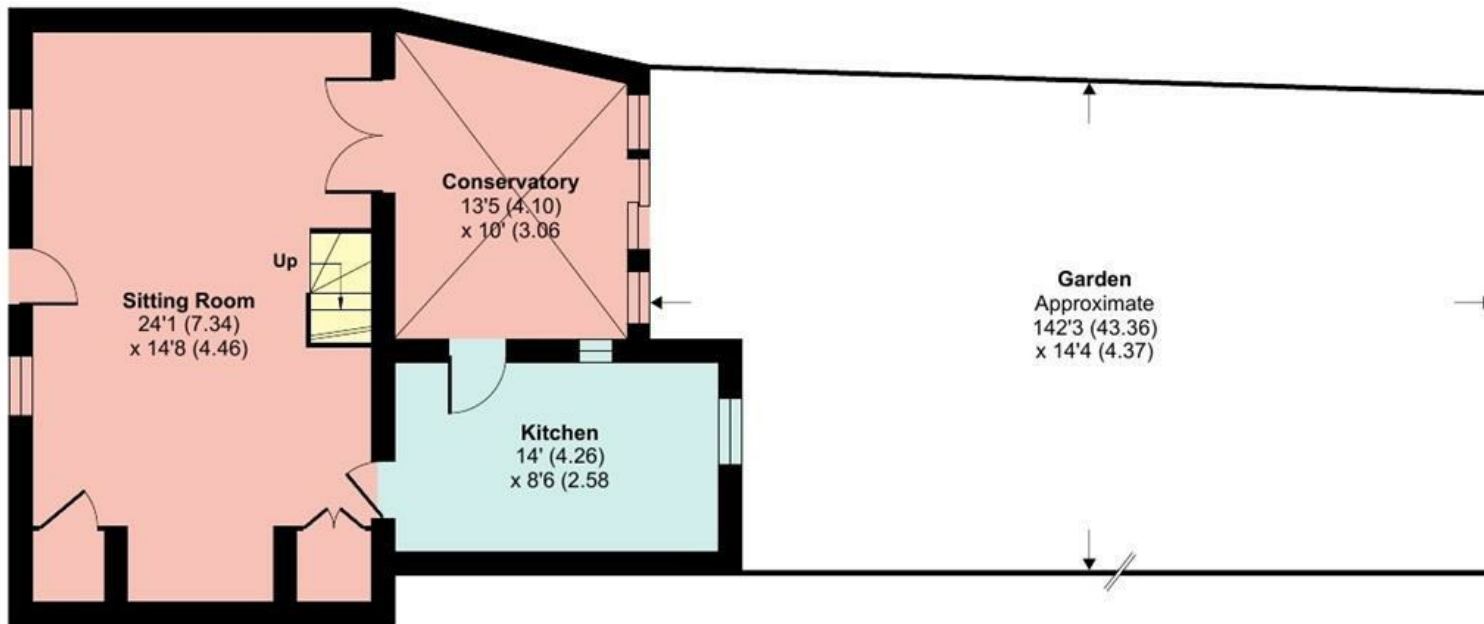 Conservatory
13'5 (4.10)
x 10' (3.06
Up
Sitting Room
24'1 (7.34)
x 14'8 (4.46)
Garden
Approximate
142'3 (43.36)
x 14'4 (4.37)
Kitchen
14' (4.26)
x 8'6 (2.58